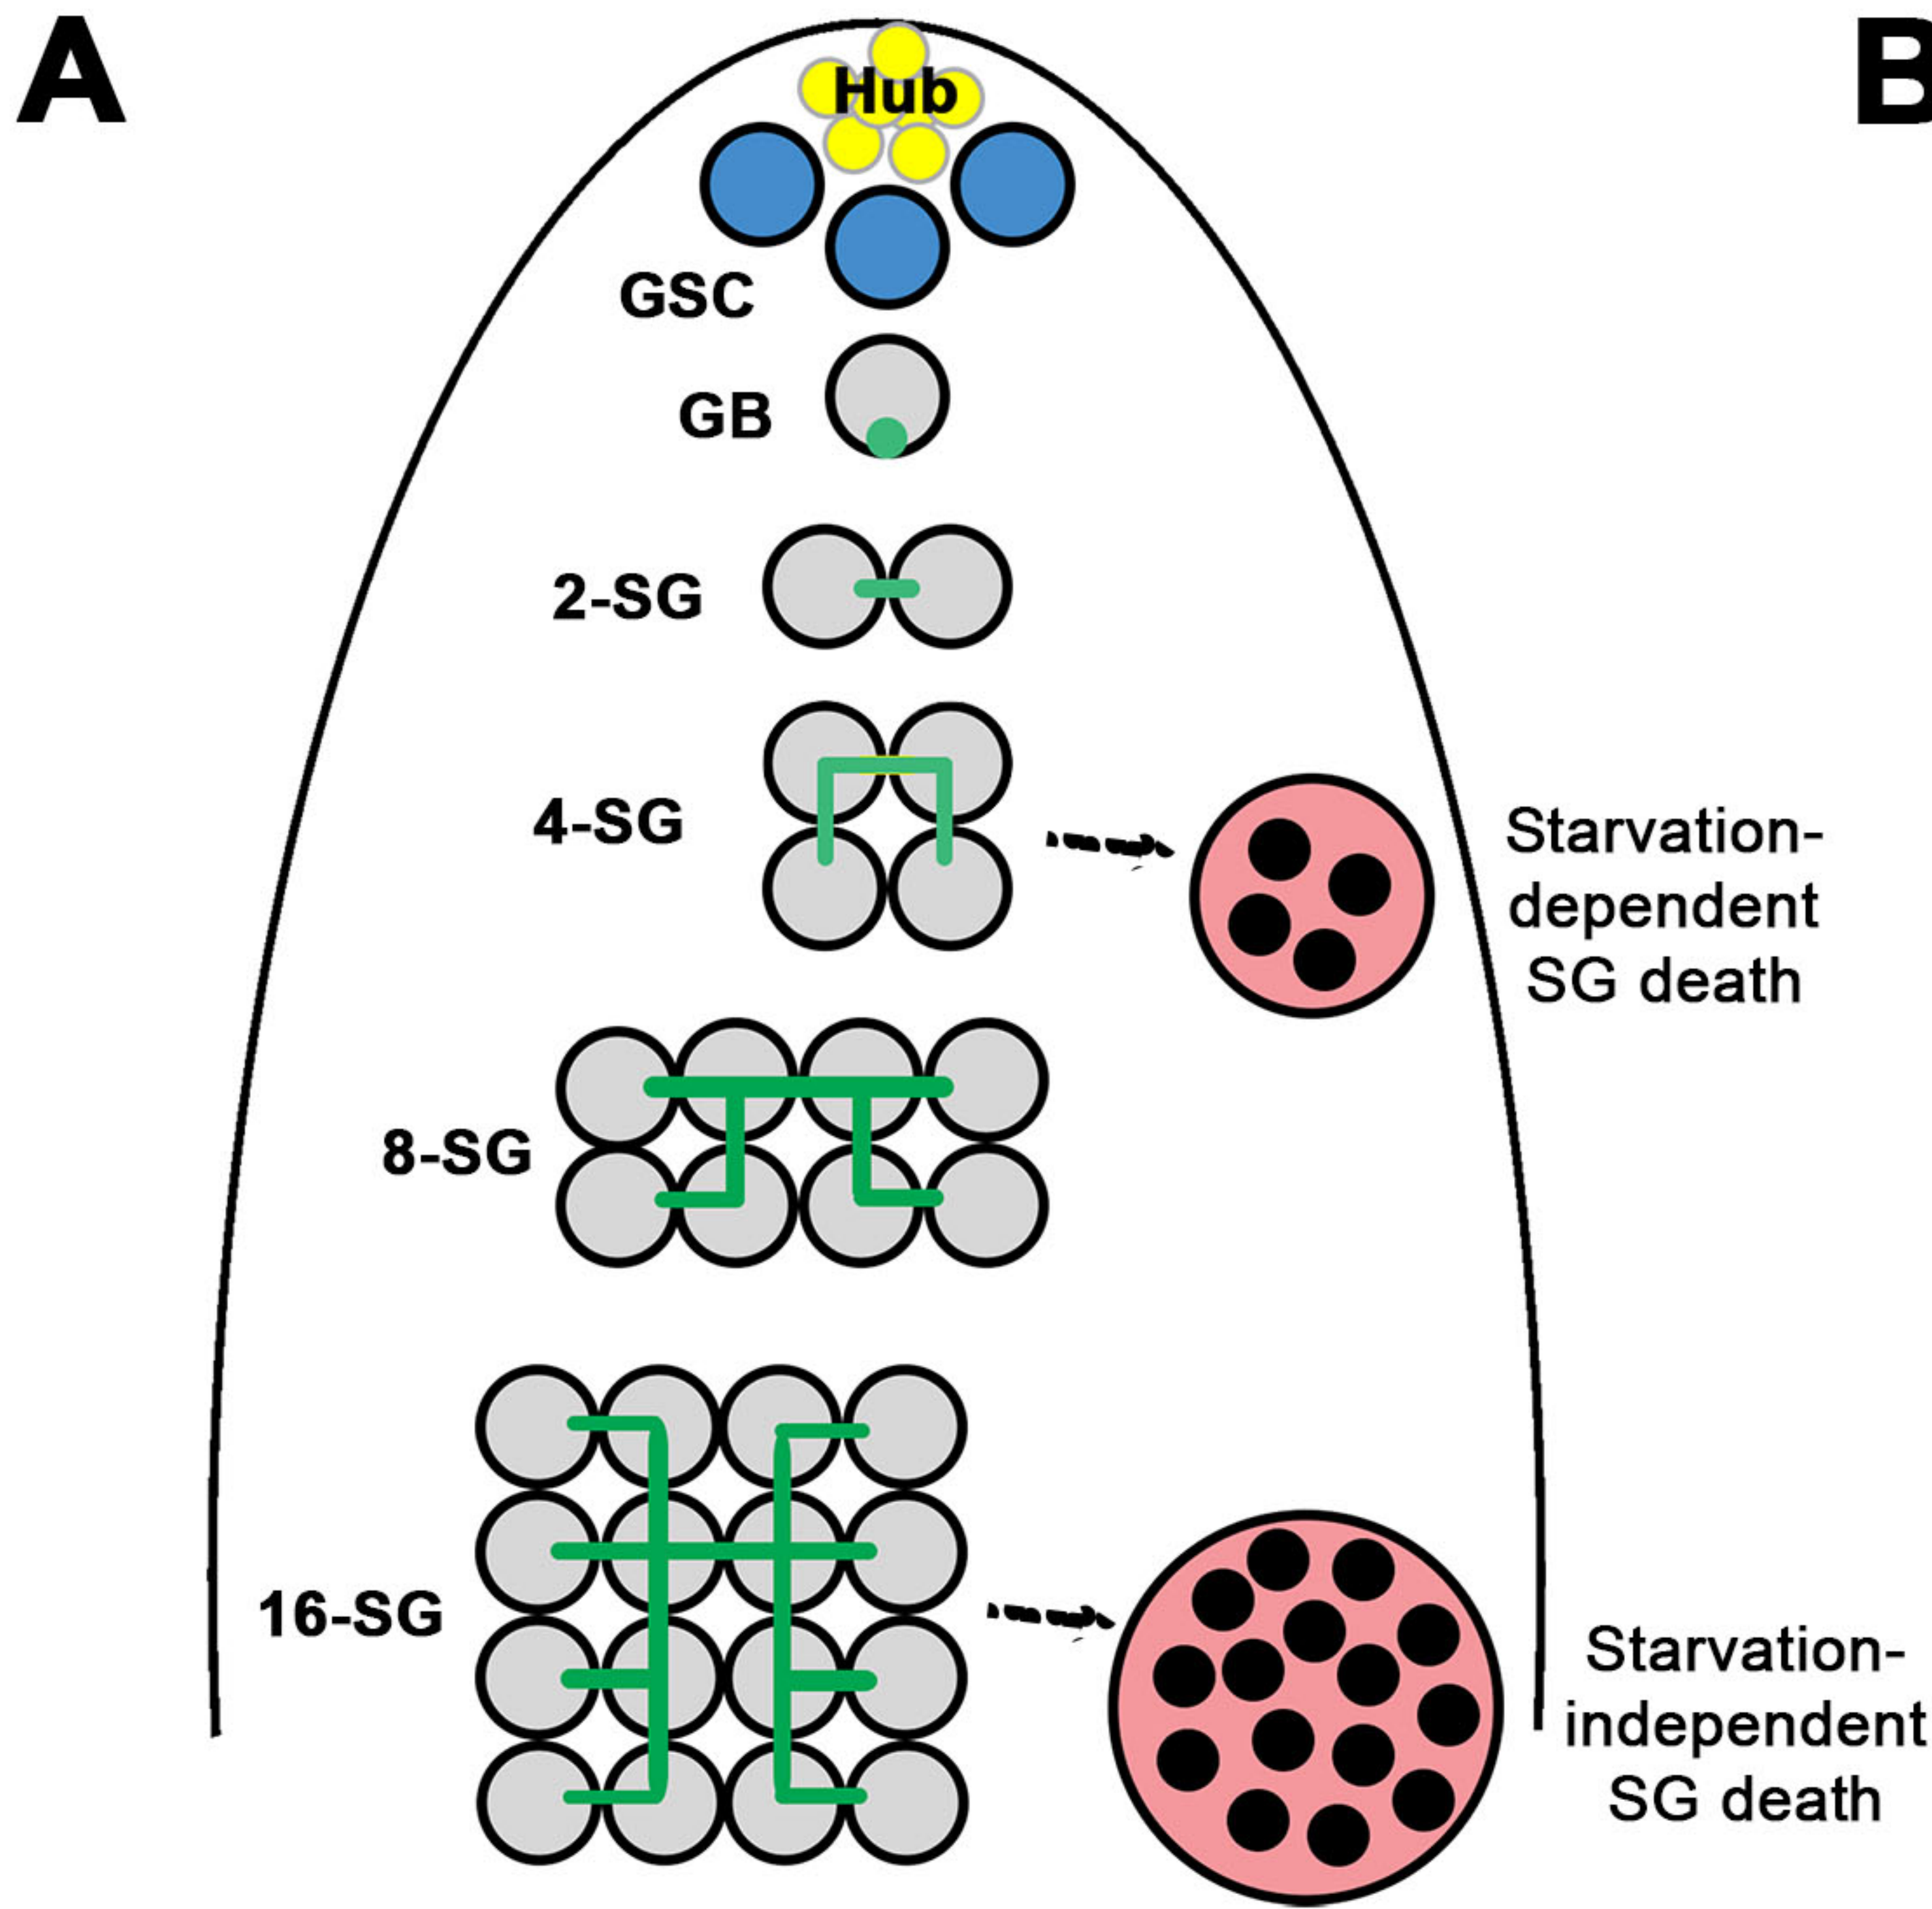 A
B
Hub
GSC
GB
2-SG
4-SG
Starvation-
dependent
SG death
8-SG
16-SG
Starvation-
independent
SG death